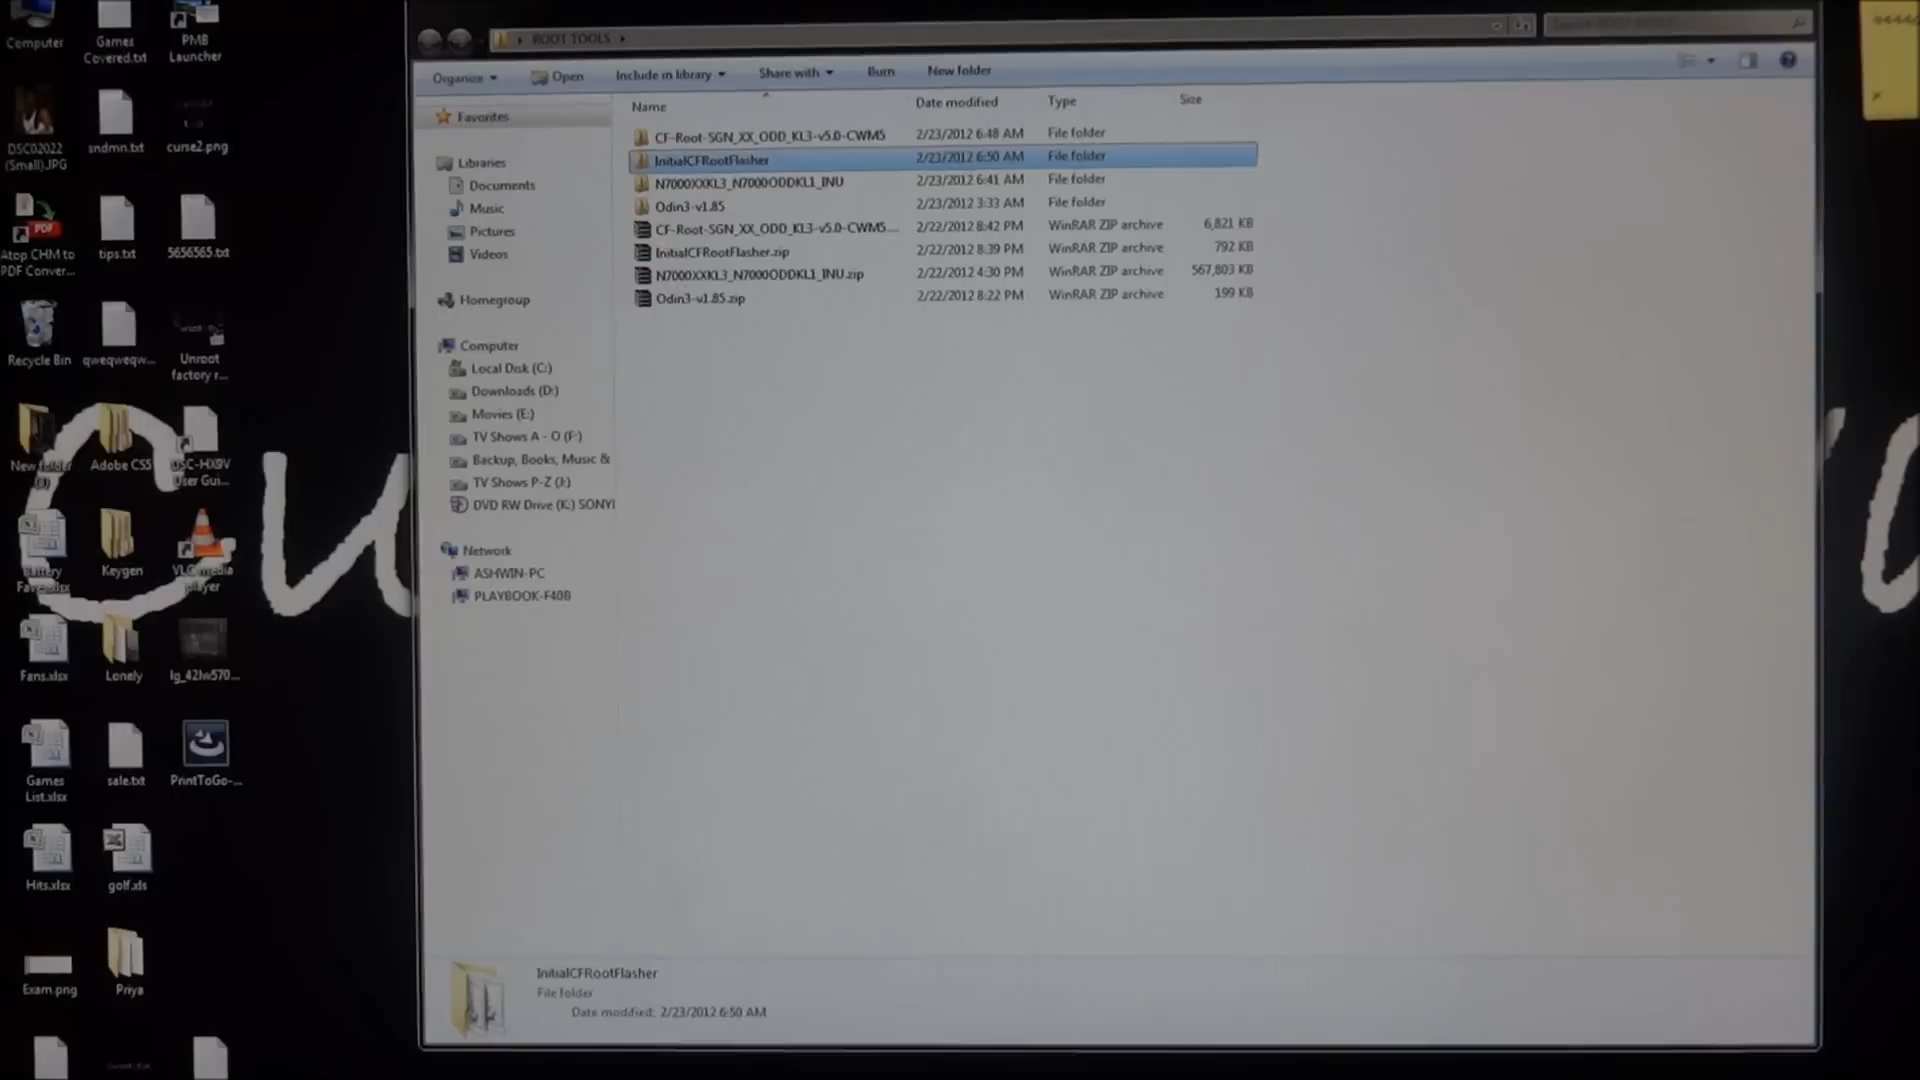 Computer
Games
Covered.txt
PMB
Launcher
DSC02022
(Small).JPG
sndmn.txt
curse2.png
Atop CHM to
PDF Conver...
tips.txt
5656565.txt
Recycle Bin
qweqweqw...
Unroot
factory r...
New folder
(3)
Adobe CS5
DSC-HX9V
User Gui...
Battery
Fave.xlsx
Keygen
VLC media
player
Fans.xlsx
Lonely
lg_42lw570...
Games
List.xlsx
sale.txt
PrintToGo-...
Hits.xlsx
golf.xls
Exam.png
Priya
Cu
ROOT TOOLS
Organize
Open
Include in library
Share with
Burn
New folder
Favorites
Libraries
Documents
Music
Pictures
Videos
Homegroup
Computer
Local Disk (C:)
Downloads (D:)
Movies (E:)
TV Shows A - O (F:)
Backup, Books, Music &
TV Shows P-Z (J:)
DVD RW Drive (K:) SONY
Network
ASHWIN-PC
PLAYBOOK-F40B
Name Date modified Type Size
CF-Root-SGN_XX_ODD_KL3-v5.0-CWM5 2/23/2012 6:48 AM File folder
InitialCFRootFlasher 2/23/2012 6:50 AM File folder
N7000XXKL3_N7000ODDKL1_INU 2/23/2012 6:41 AM File folder
Odin3-v1.85 2/23/2012 3:33 AM File folder
CF-Root-SGN_XX_ODD_KL3-v5.0-CWM5.... 2/22/2012 8:42 PM WinRAR ZIP archive 6,821 KB
InitialCFRootFlasher.zip 2/22/2012 8:39 PM WinRAR ZIP archive 792 KB
N7000XXKL3_N7000ODDKL1_INU.zip 2/22/2012 4:30 PM WinRAR ZIP archive 567,803 KB
Odin3-v1.85.zip 2/22/2012 8:22 PM WinRAR ZIP archive 199 KB
InitialCFRootFlasher
File folder
Date modified: 2/23/2012 6:50 AM